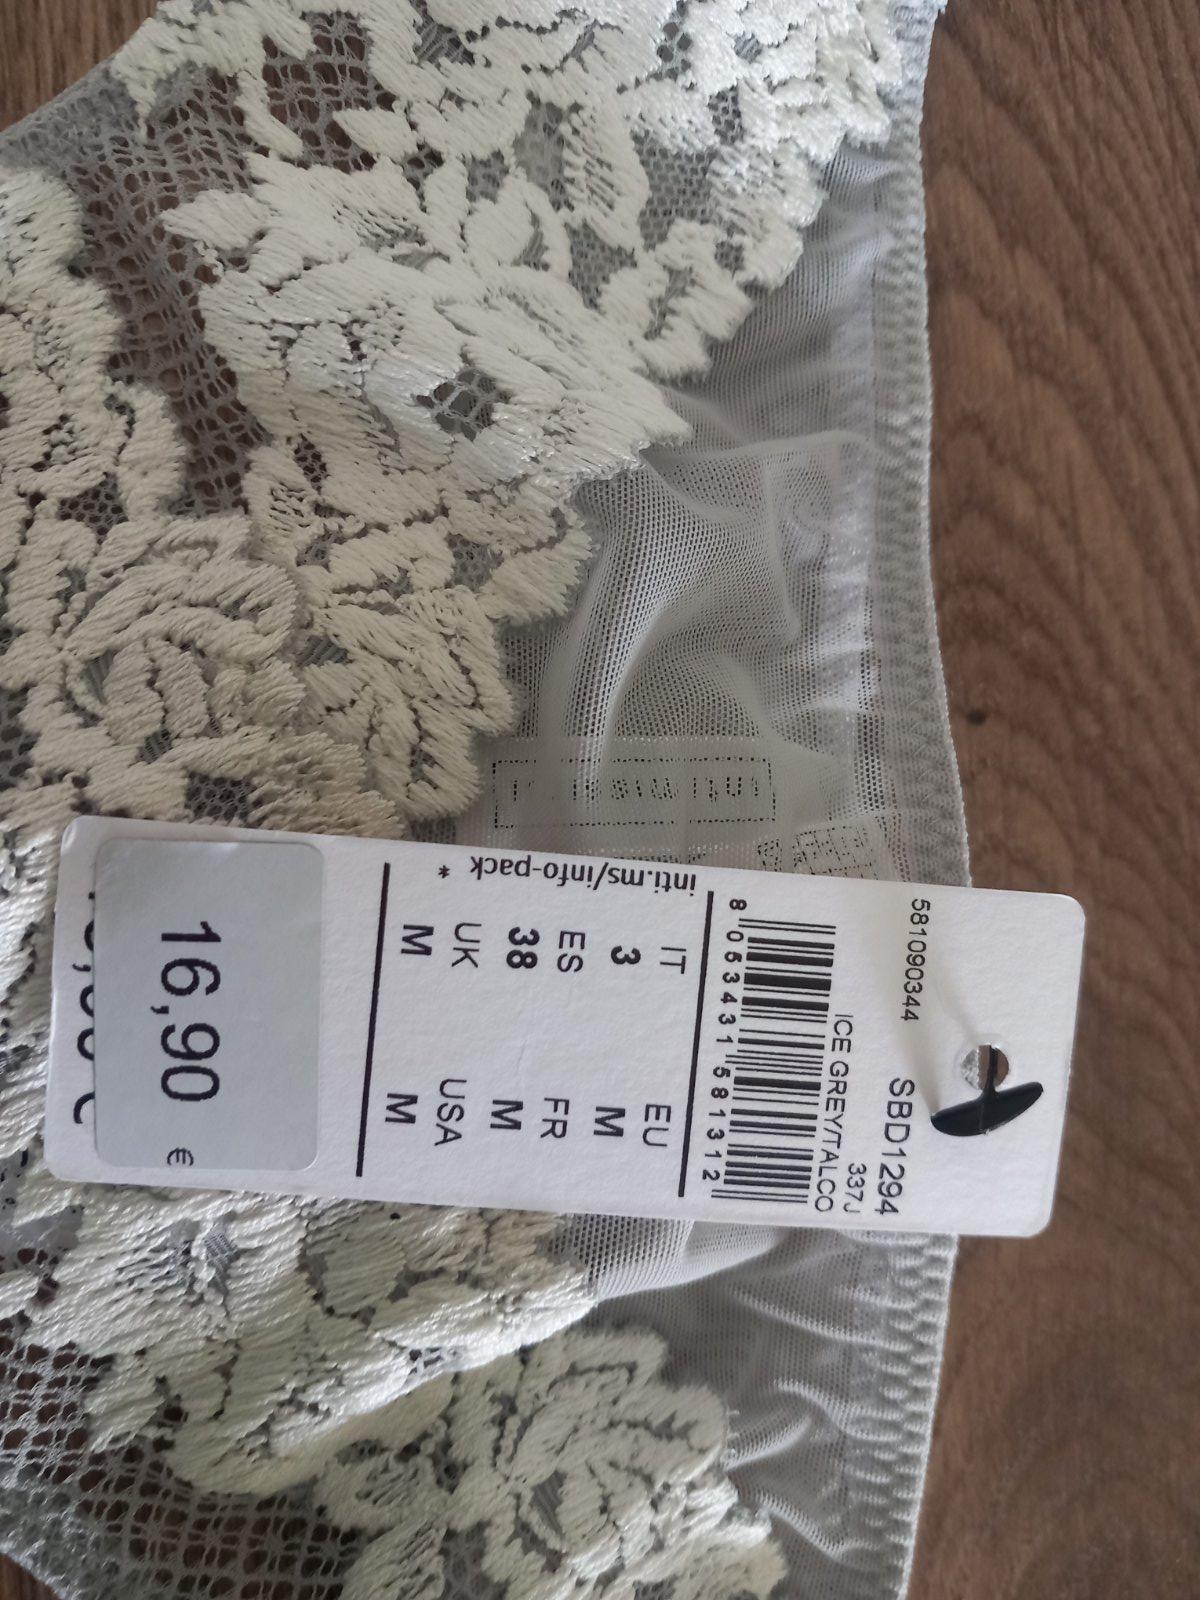 581090344
SBD1294
337J
ICE GREY/TALCO
8 053431 581312
IT EU
3 M
ES FR
38 M
UK USA
M M
inti.ms/info-pack *
16,90 €